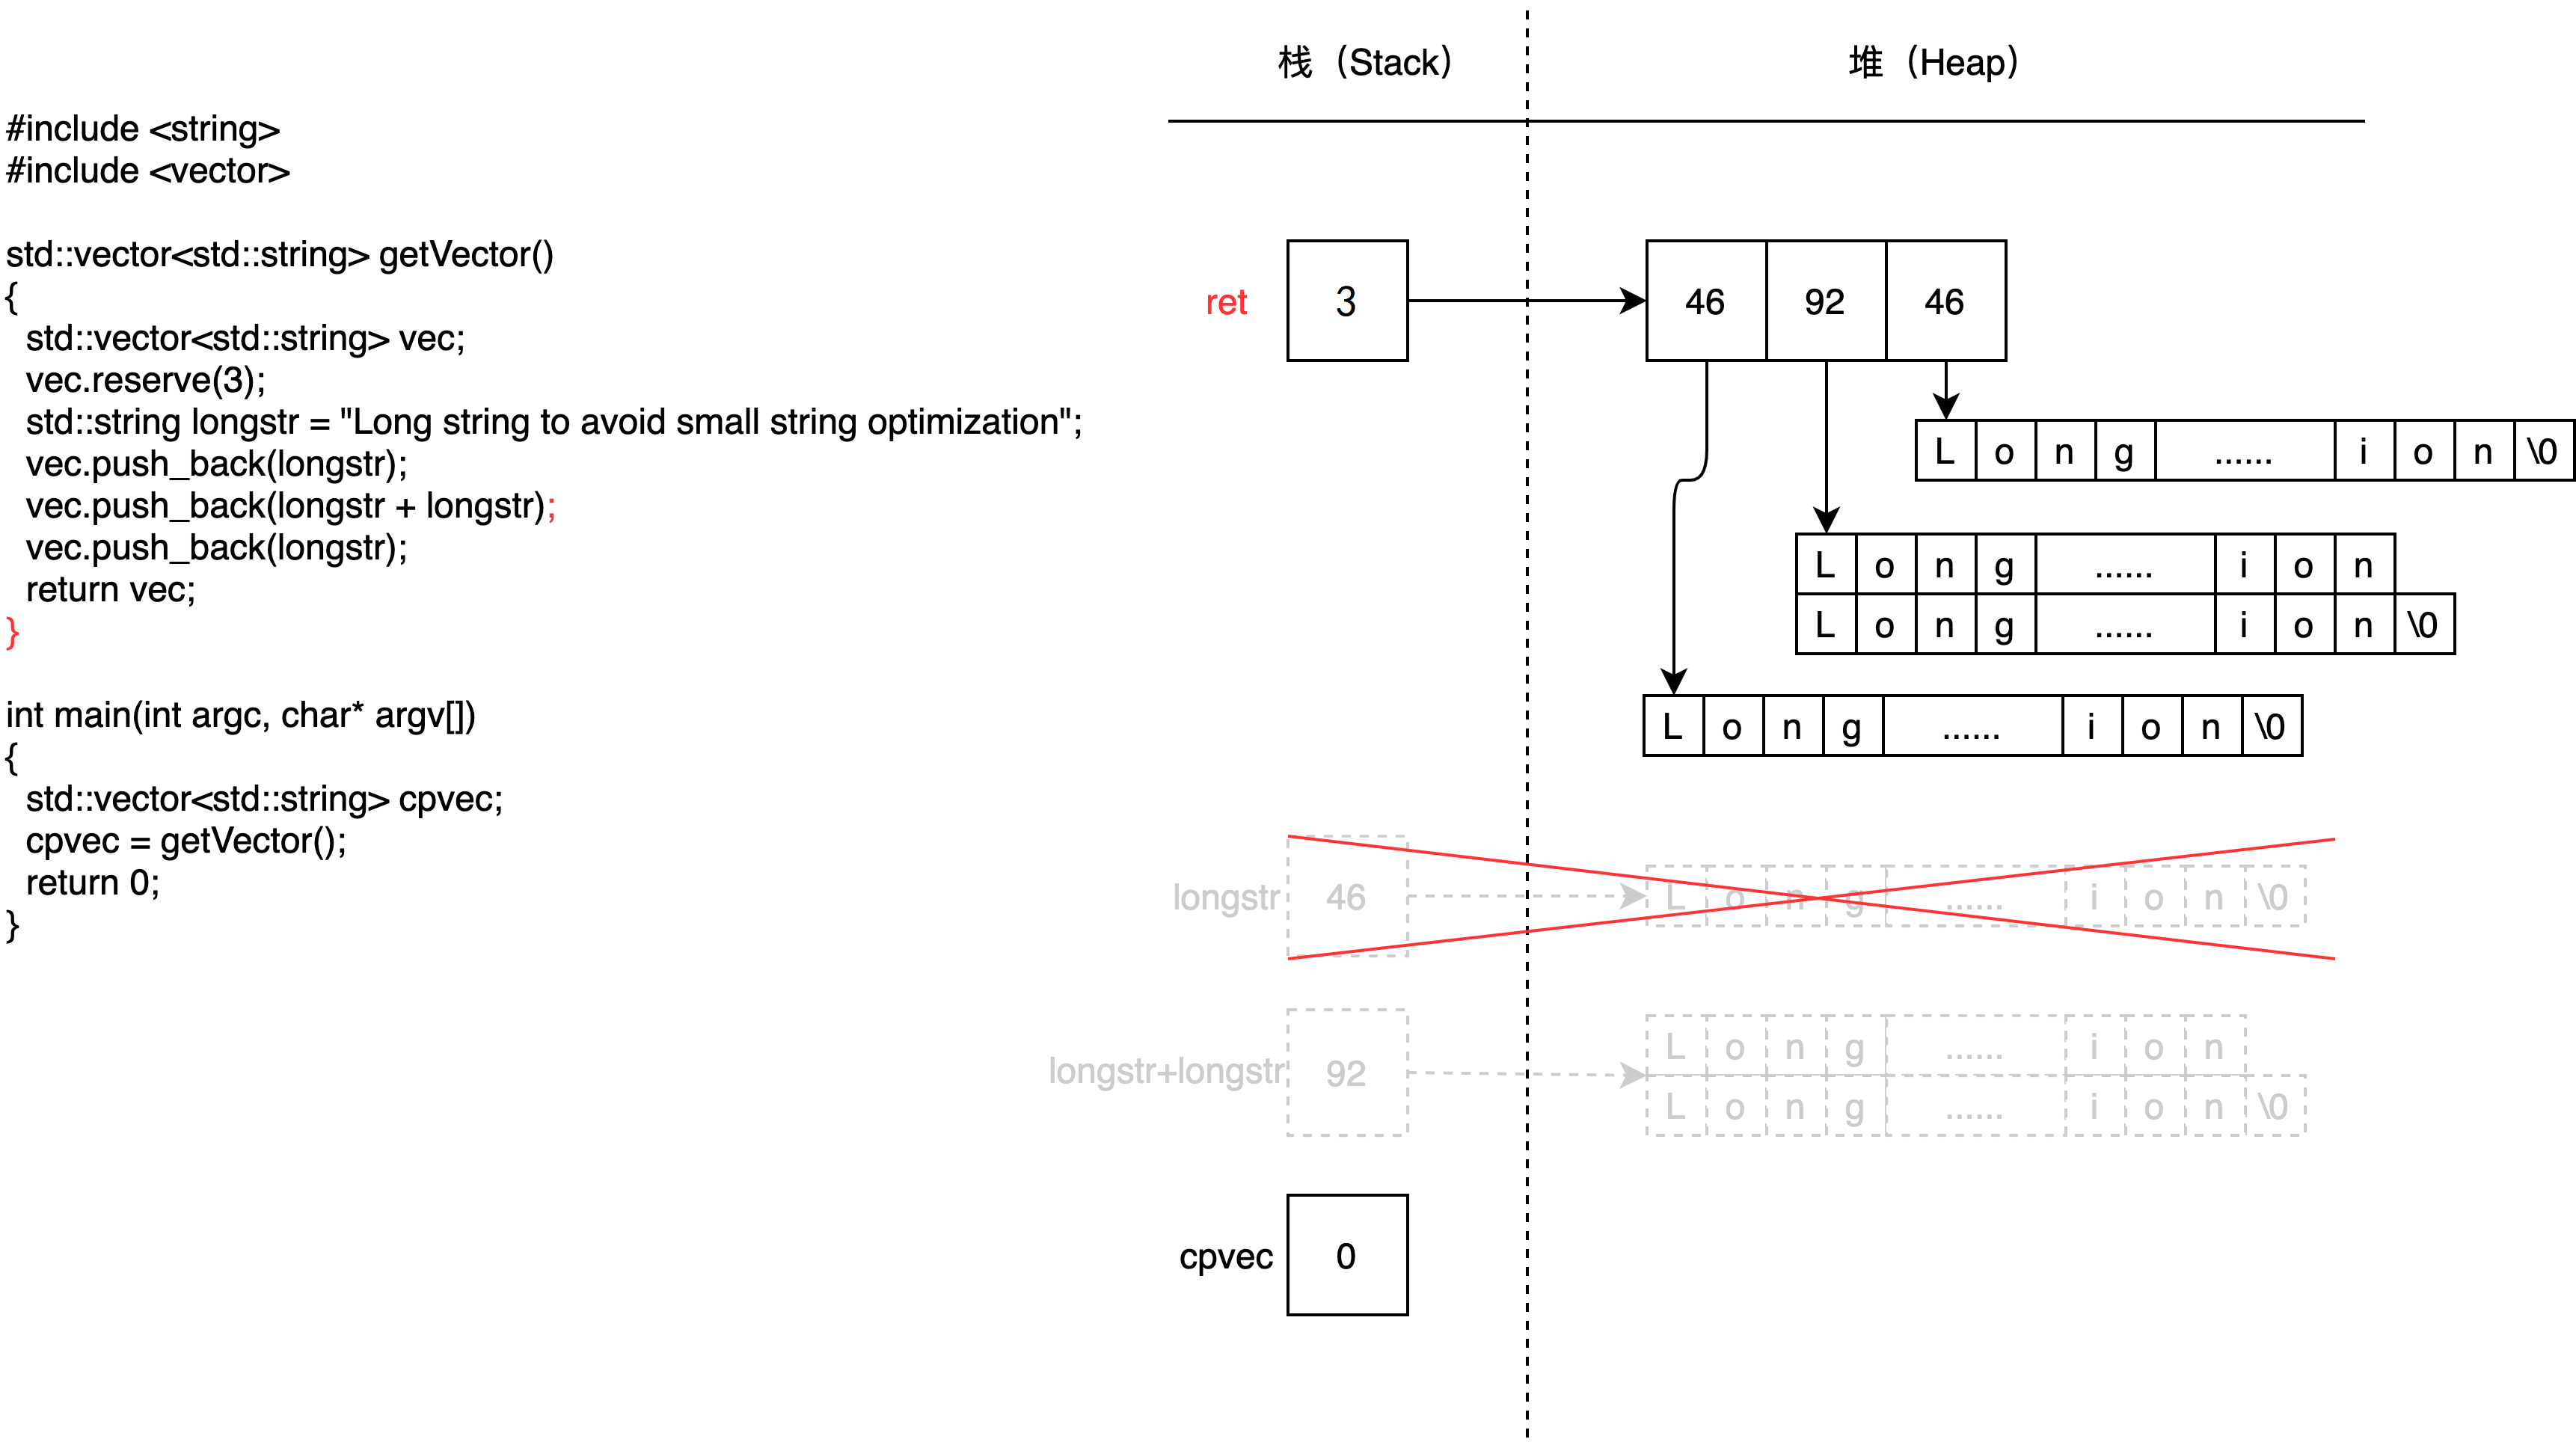 栈（Stack）
堆（Heap）
#include <string>
#include <vector>
std::vector<std::string> getVector()
{
std::vector<std::string> vec;
vec.reserve(3);
std::string longstr = "Long string to avoid small string optimization";
vec.push_back(longstr);
vec.push_back(longstr + longstr);
vec.push_back(longstr);
return vec;
}
int main(int argc, char* argv[])
{
std::vector<std::string> cpvec;
cpvec = getVector();
return 0;
}
ret 3 46 92 46
L o n g ...... i o n \0
L o n g ...... i o n
L o n g ...... i o n \0
L o n g ...... i o n \0
longstr 46 L o n g ...... i o n \0
L o n g ...... i o n
longstr+longstr 92
L o n g ...... i o n \0
cpvec 0